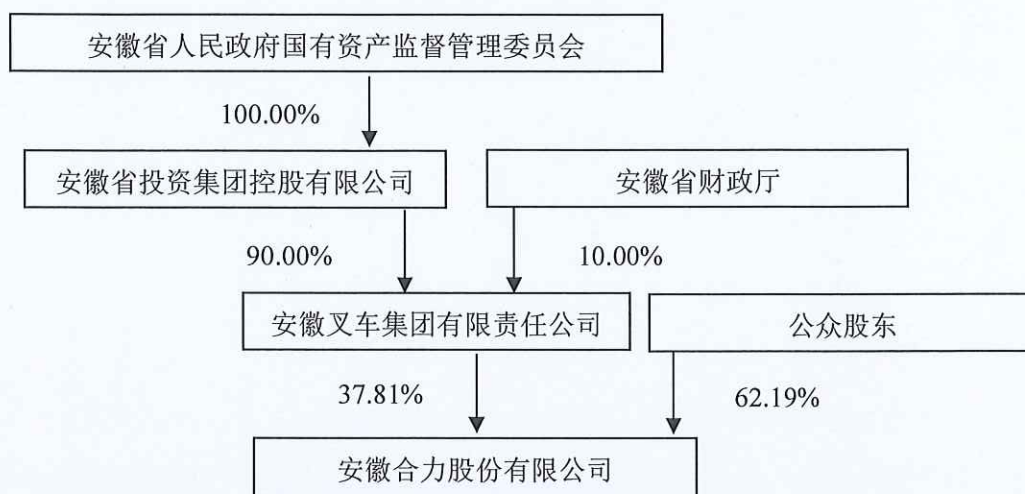 安徽省人民政府国有资产监督管理委员会
100.00%
安徽省投资集团控股有限公司
安徽省财政厅
90.00%
10.00%
安徽叉车集团有限责任公司
公众股东
37.81%
62.19%
安徽合力股份有限公司